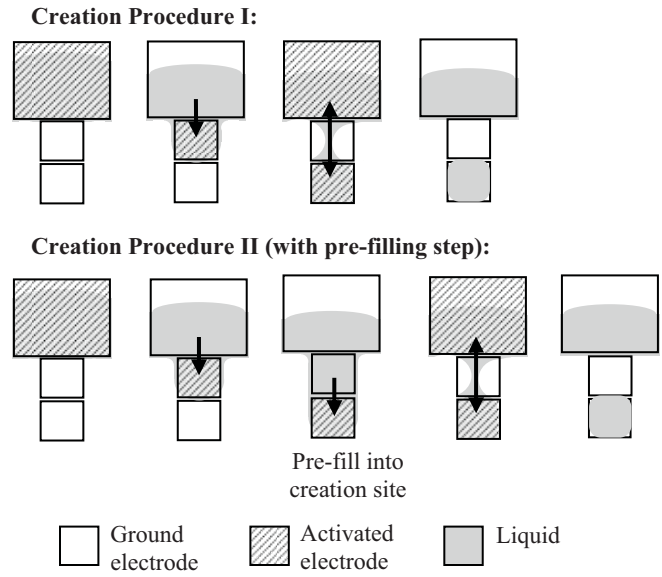 Creation Procedure I:
Creation Procedure II (with pre-filling step):
Pre-fill into
creation site
Ground
electrode
Activated
electrode
Liquid